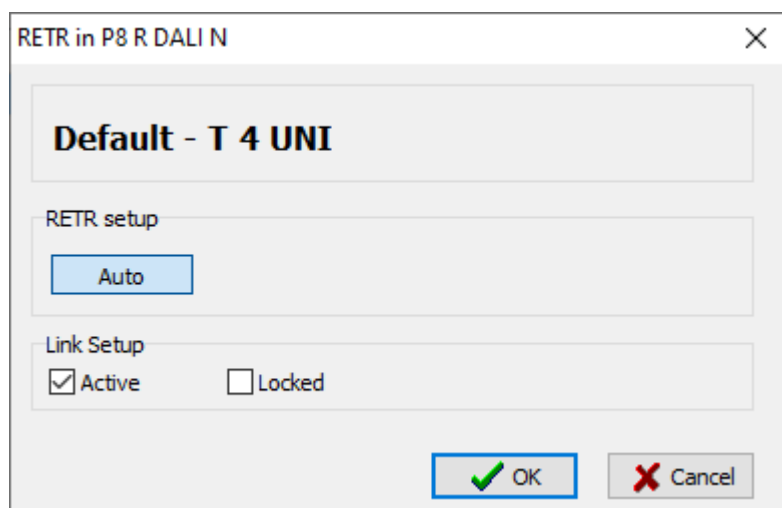 RETR in P8 R DALI N
Default - T 4 UNI
RETR setup
Auto
Link Setup
Active Locked
OK Cancel